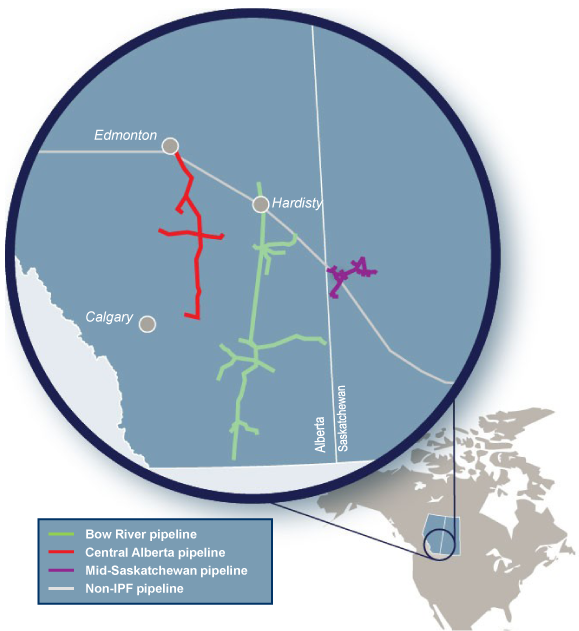 Edmonton
Hardisty
Calgary
Alberta
Saskatchewan
Bow River pipeline
Central Alberta pipeline
Mid-Saskatchewan pipeline
Non-IPF pipeline